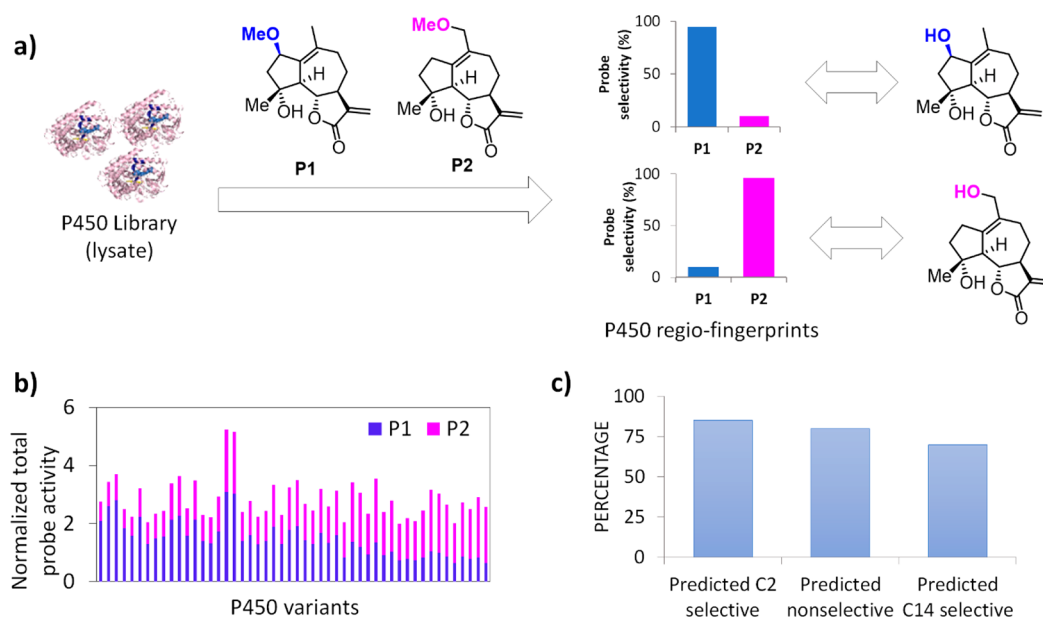 a)
MeO
H
Me
OH
O
O
P1
MeO
H
Me
OH
O
O
P2
P450 Library
(lysate)
Probe
selectivity (%)
100
50
0
P1 P2
HO
H
Me
OH
O
O
Probe
selectivity (%)
100
50
0
P1 P2
HO
H
Me
OH
O
O
P450 regio-fingerprints
b)
Normalized total
probe activity
6
4
2
0
P1 P2
P450 variants
c)
PERCENTAGE
100
75
50
25
0
Predicted C2
selective
Predicted
nonselective
Predicted
C14 selective